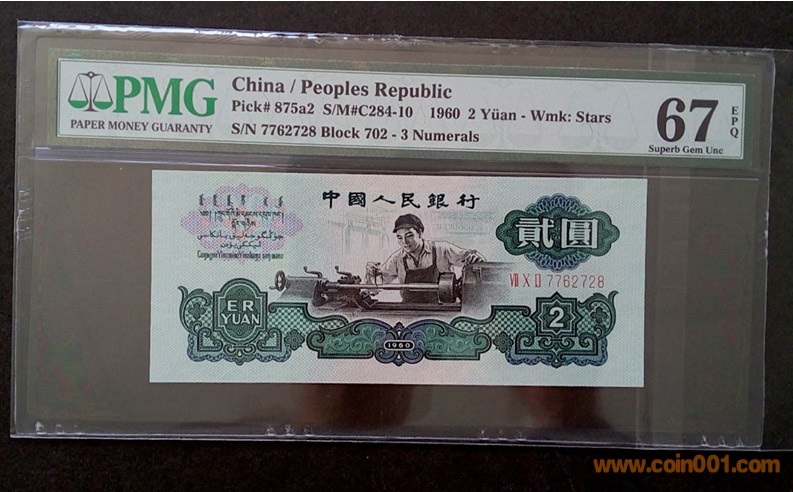 PMG
PAPER MONEY GUARANTY
China / Peoples Republic
Pick# 875a2 S/M#C284-10 1960 2 Yüan - Wmk: Stars
S/N 7762728 Block 702 - 3 Numerals
67
EPQ
Superb Gem Unc
中國人民銀行
貳圓
VII X II 7762728
ER
YUAN
1960
2
www.coin001.com